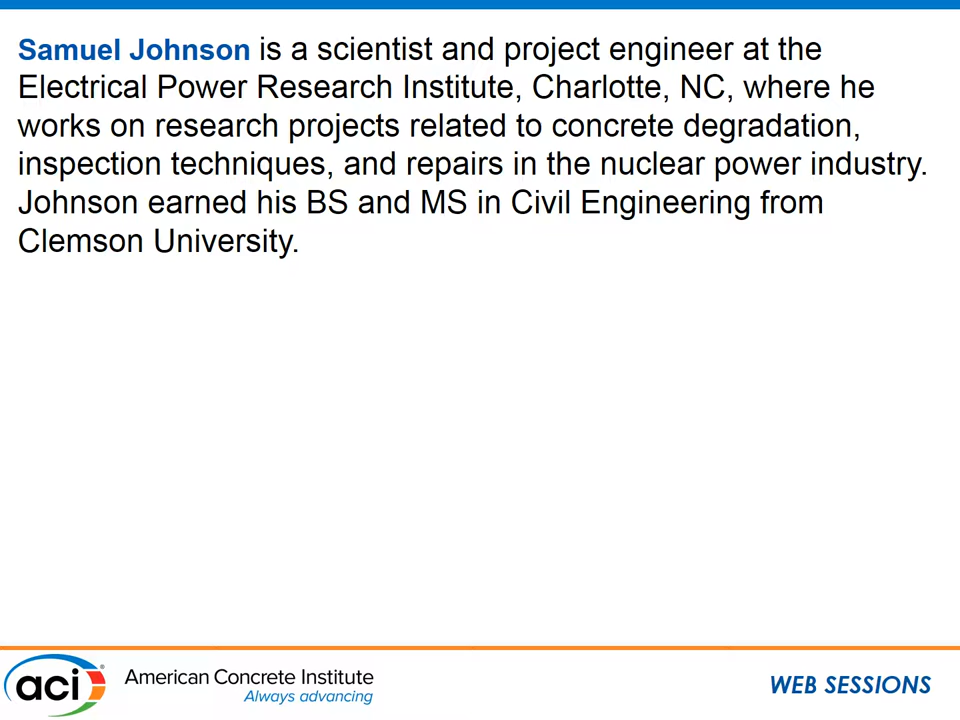 Samuel Johnson is a scientist and project engineer at the
Electrical Power Research Institute, Charlotte, NC, where he
works on research projects related to concrete degradation,
inspection techniques, and repairs in the nuclear power industry.
Johnson earned his BS and MS in Civil Engineering from
Clemson University.
aci®
American Concrete Institute
Always advancing
WEB SESSIONS